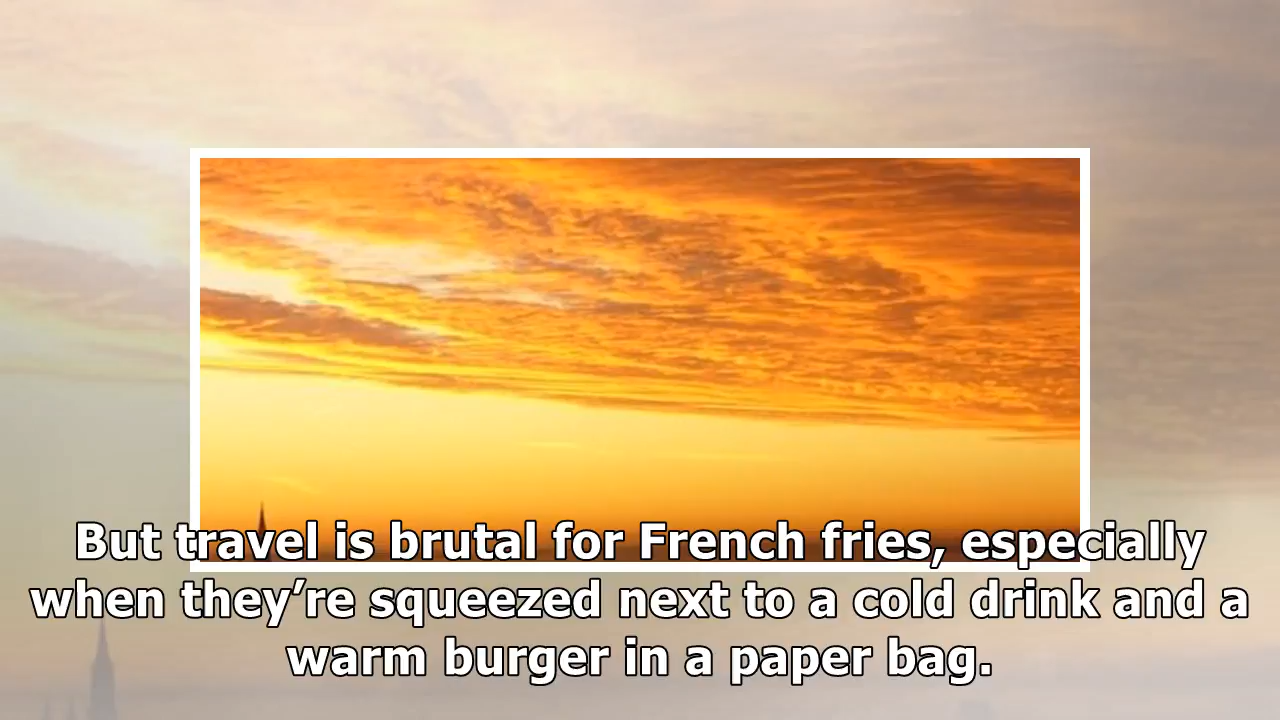 But travel is brutal for French fries, especially
when they’re squeezed next to a cold drink and a
warm burger in a paper bag.